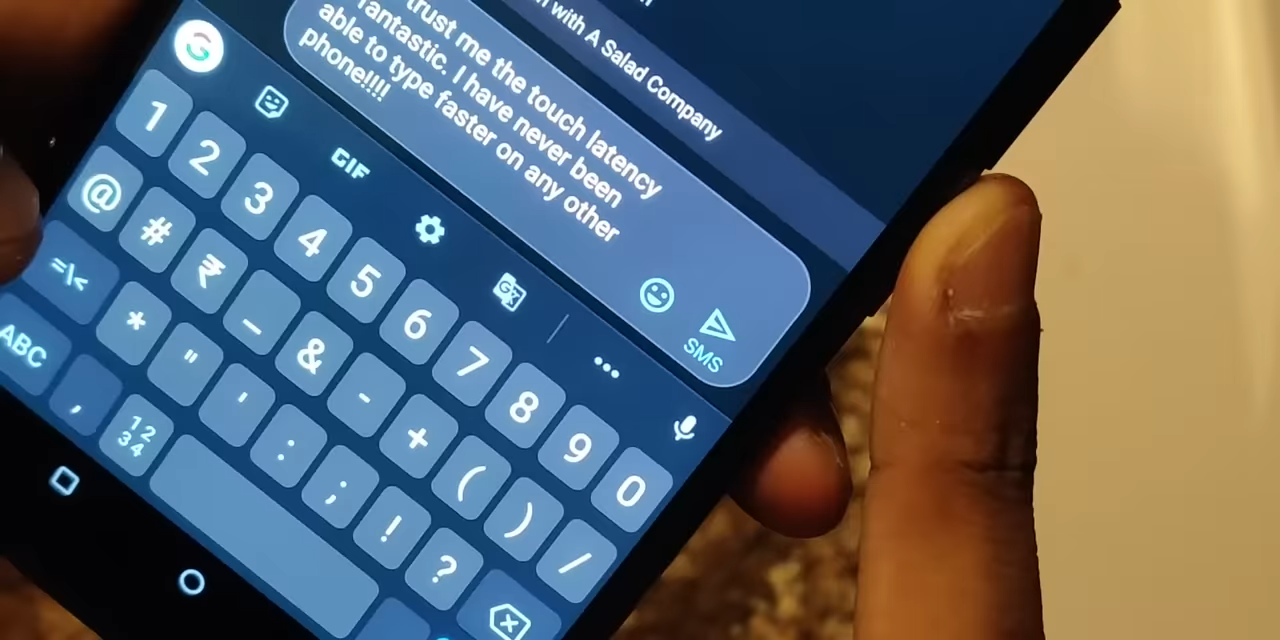 with A Salad Company
trust me the touch latency
fantastic. I have never been
able to type faster on any other
phone!!!!
SMS
GIF
1 2 3 4 5 6 7 8 9 0
@ # ₹ _ & - + ( ) /
=\< * " ' : ; ! ?
ABC , 12
34